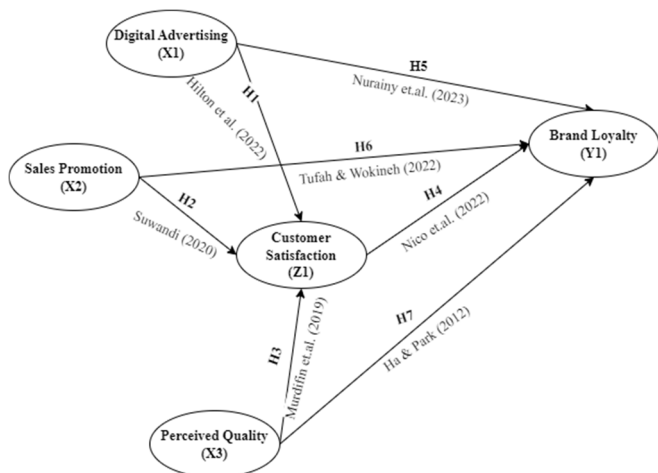 Digital Advertising
(X1)
H5
Nurainy et.al. (2023)
H1
Hilton et al. (2022)
Brand Loyalty
(Y1)
Sales Promotion
(X2)
H6
Tufah & Wokineh (2022)
H2
Suwandi (2020)
H4
Nico et.al. (2022)
Customer
Satisfaction
(Z1)
H3
Murdifin et.al. (2019)
H7
Ha & Park (2012)
Perceived Quality
(X3)